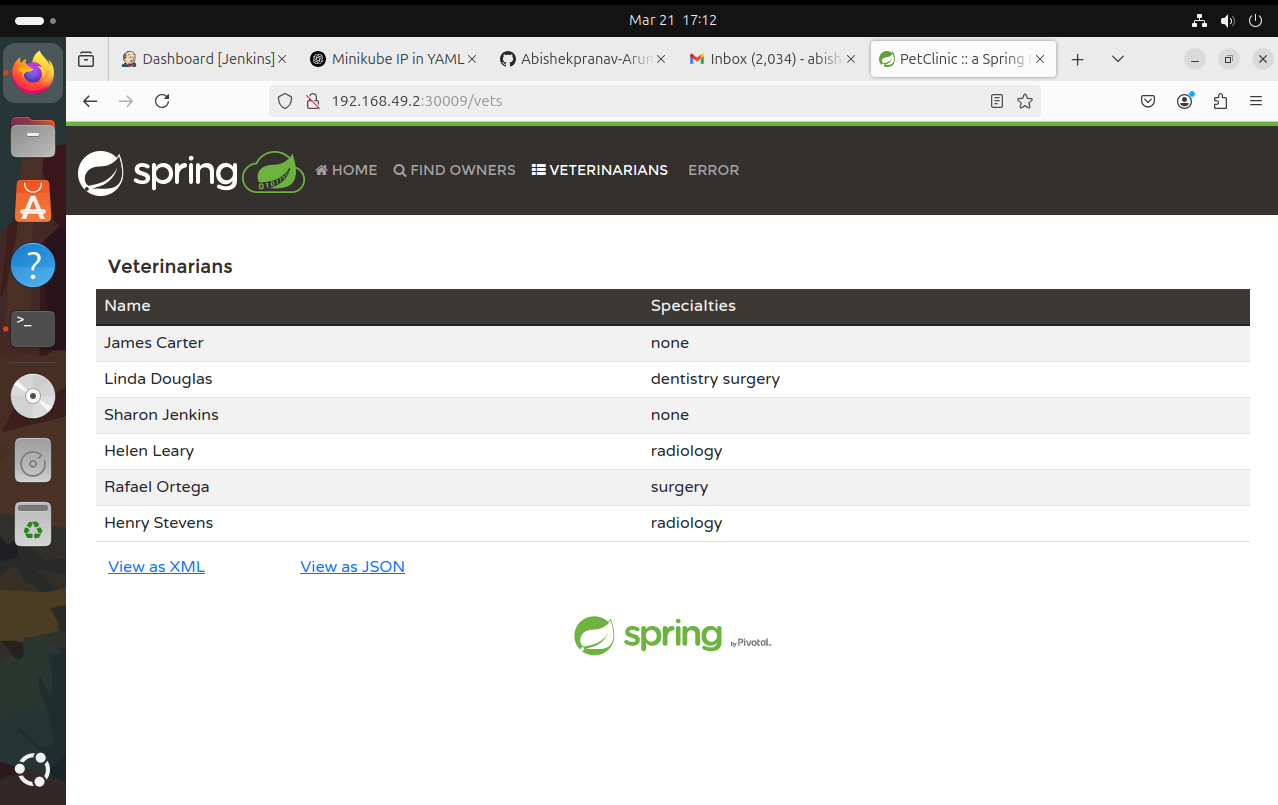 Mar 21 17:12
Dashboard [Jenkins]
Minikube IP in YAML
Abishekpranav-Arun
Inbox (2,034) - abish
PetClinic :: a Spring
192.168.49.2:30009/vets
spring
HOME
FIND OWNERS
VETERINARIANS
ERROR
Veterinarians
Name Specialties
James Carter none
Linda Douglas dentistry surgery
Sharon Jenkins none
Helen Leary radiology
Rafael Ortega surgery
Henry Stevens radiology
View as XML View as JSON
spring by Pivotal